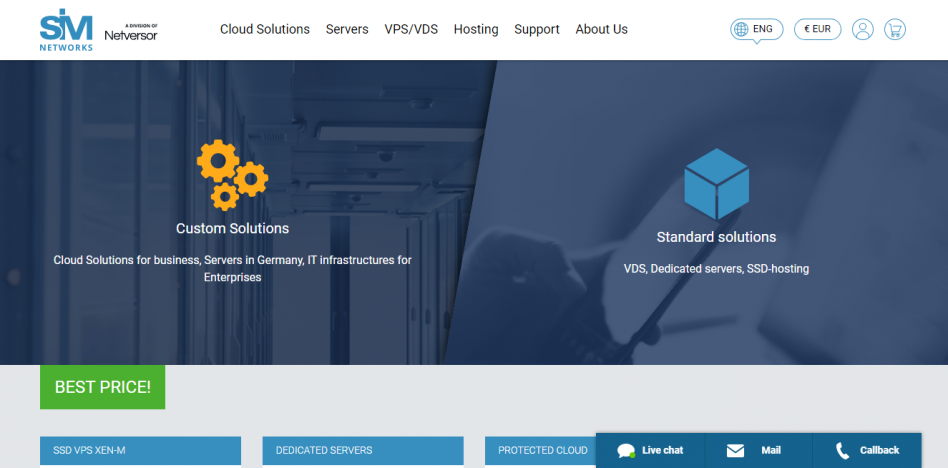 SIM
NETWORKS
A DIVISION OF
Netversor
Cloud Solutions Servers VPS/VDS Hosting Support About Us
ENG
€ EUR
Custom Solutions
Cloud Solutions for business, Servers in Germany, IT infrastructures for
Enterprises
Standard solutions
VDS, Dedicated servers, SSD-hosting
BEST PRICE!
SSD VPS XEN-M
DEDICATED SERVERS
PROTECTED CLOUD
Live chat
Mail
Callback